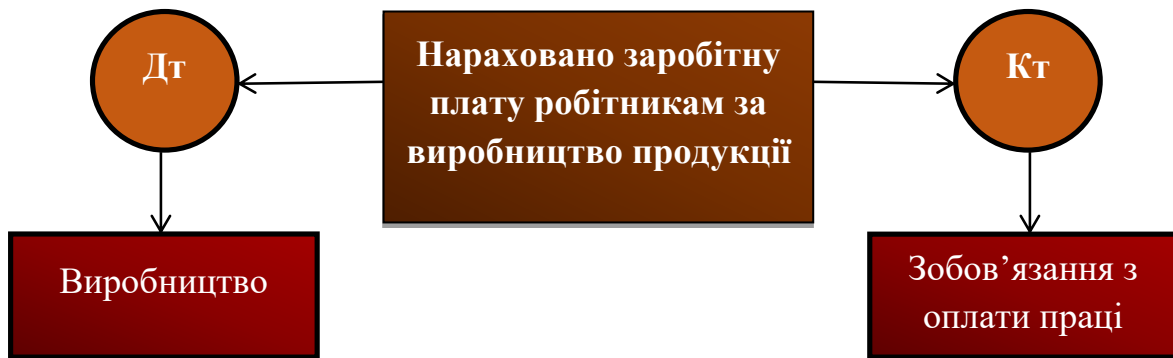 Дт
Нараховано заробітну
плату робітникам за
виробництво продукції
Кт
Виробництво
Зобов’язання з
оплати праці